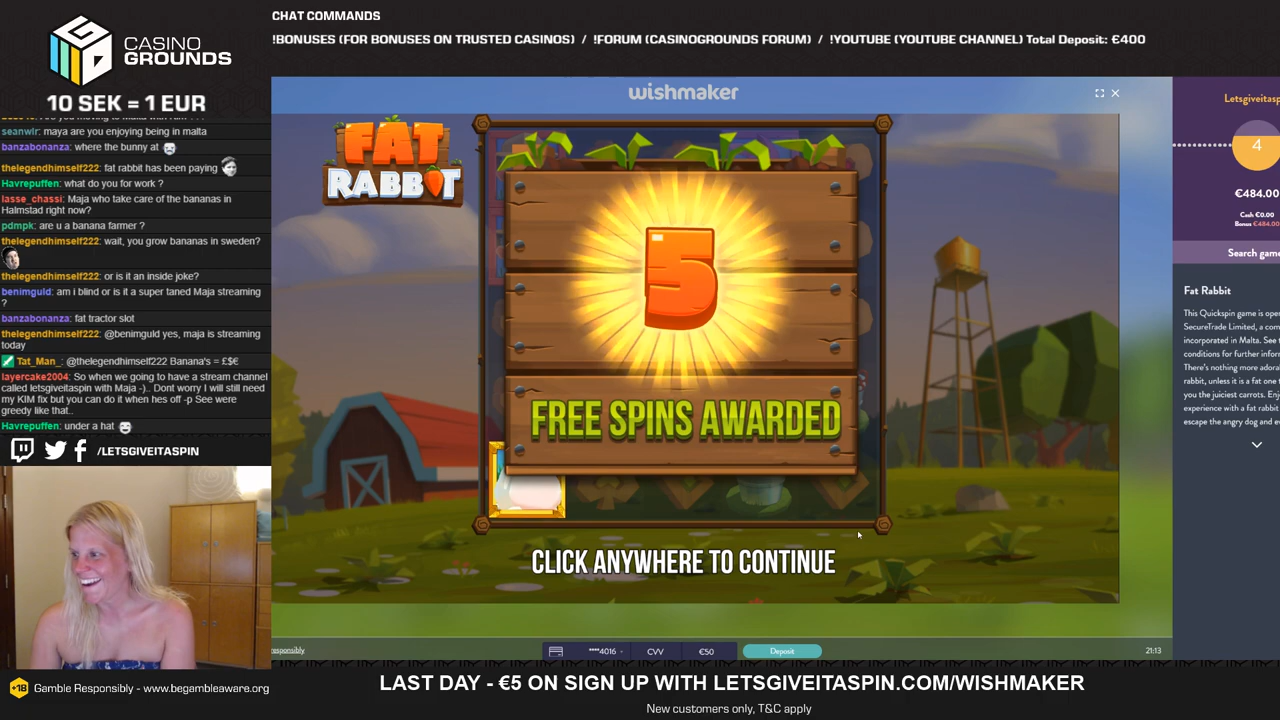 CASINO
GROUNDS
10 SEK = 1 EUR
CHAT COMMANDS
!BONUSES (FOR BONUSES ON TRUSTED CASINOS) / !FORUM (CASINOGROUNDS FORUM) / !YOUTUBE (YOUTUBE CHANNEL) Total Deposit: €400
seanwlr: maya are you enjoying being in malta
banzabonanza: where the bunny at
thelegendhimself222: fat rabbit has been paying
Havrepuffen: what do you for work ?
lasse_chassi: Maja who take care of the bananas in
Halmstad right now?
pdmpk: are u a banana farmer ?
thelegendhimself222: wait, you grow bananas in sweden?
thelegendhimself222: or is it an inside joke?
benimguld: am i blind or is it a super taned Maja streaming
?
banzabonanza: fat tractor slot
thelegendhimself222: @benimguld yes, maja is streaming
today
Tat_Man_: @thelegendhimself222 Banana's = £$€
layercake2004: So when we going to have a stream channel
called letsgiveitaspin with Maja -).. Dont worry I will still need
my KIM fix but you can do it when hes off -p See were
greedy like that..
Havrepuffen: under a hat
/LETSGIVEITASPIN
wishmaker
FAT
RABBIT
5
FREE SPINS AWARDED
CLICK ANYWHERE TO CONTINUE
responsibly.
****4016
CVV
€50
Deposit
21:13
Letsgiveitasp
4
€484.00
Cash €0.00
Bonus €484.00
Search game
Fat Rabbit
This Quickspin game is oper
SecureTrade Limited, a com
incorporated in Malta. See t
conditions for further inform
There's nothing more adoral
rabbit, unless it is a fat one t
you the juiciest carrots. Enj
experience with a fat rabbit
escape the angry dog and e
+18 Gamble Responsibly - www.begambleaware.org
LAST DAY - €5 ON SIGN UP WITH LETSGIVEITASPIN.COM/WISHMAKER
New customers only, T&C apply